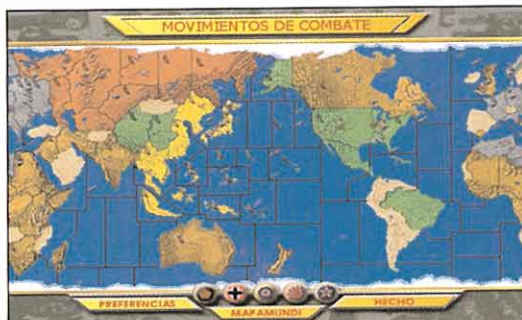 MOVIMIENTOS DE COMBATE
PREFERENCIAS
MAPAMUNDI
HECHO